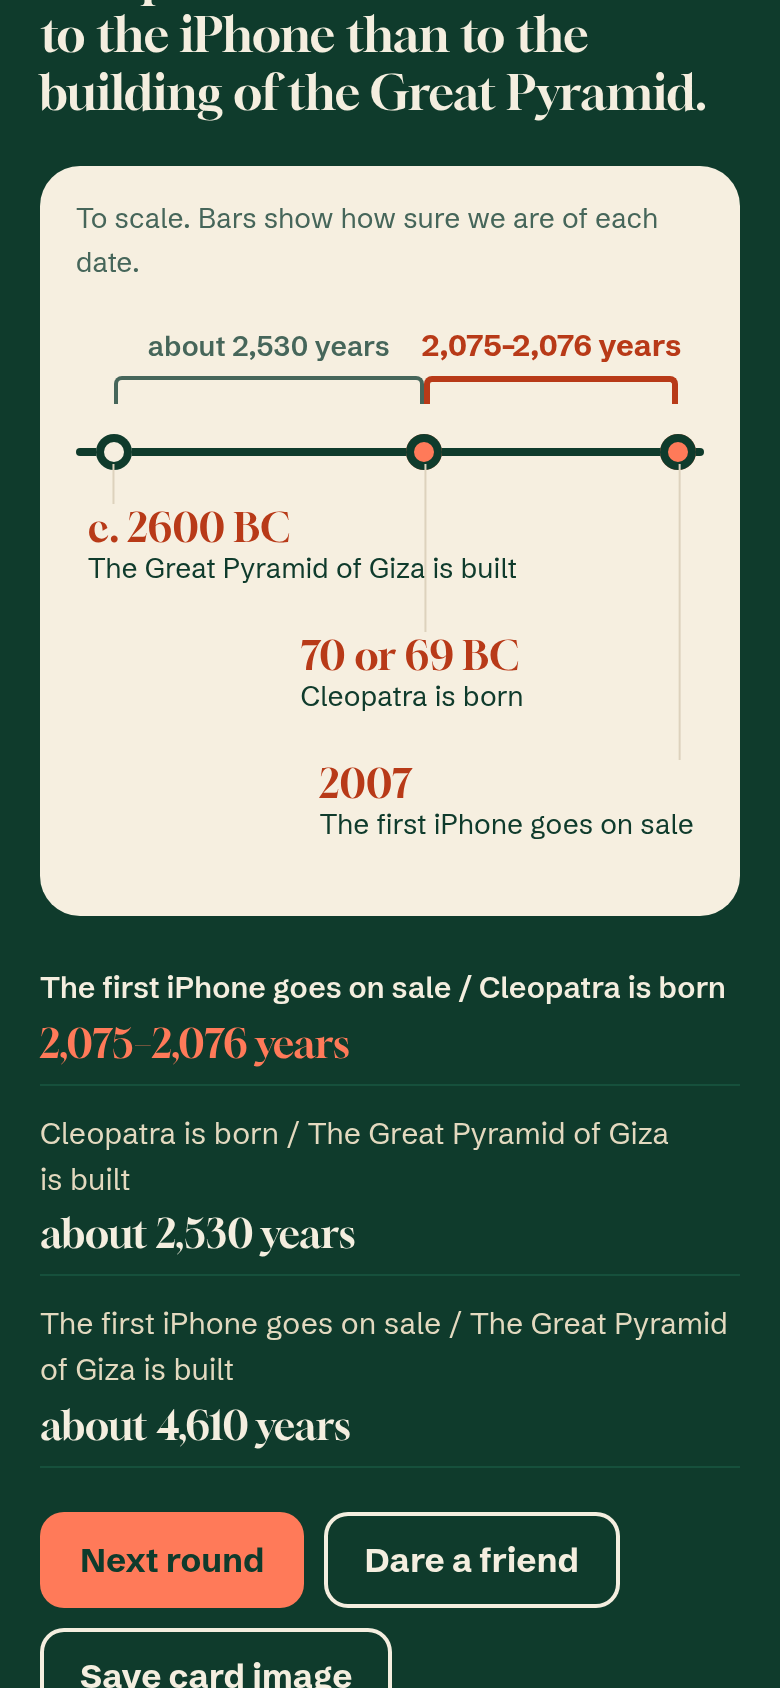 to the iPhone than to the
building of the Great Pyramid.
To scale. Bars show how sure we are of each
date.
about 2,530 years
2,075–2,076 years
c. 2600 BC
The Great Pyramid of Giza is built
70 or 69 BC
Cleopatra is born
2007
The first iPhone goes on sale
The first iPhone goes on sale / Cleopatra is born
2,075–2,076 years
Cleopatra is born / The Great Pyramid of Giza
is built
about 2,530 years
The first iPhone goes on sale / The Great Pyramid
of Giza is built
about 4,610 years
Next round
Dare a friend
Save card image